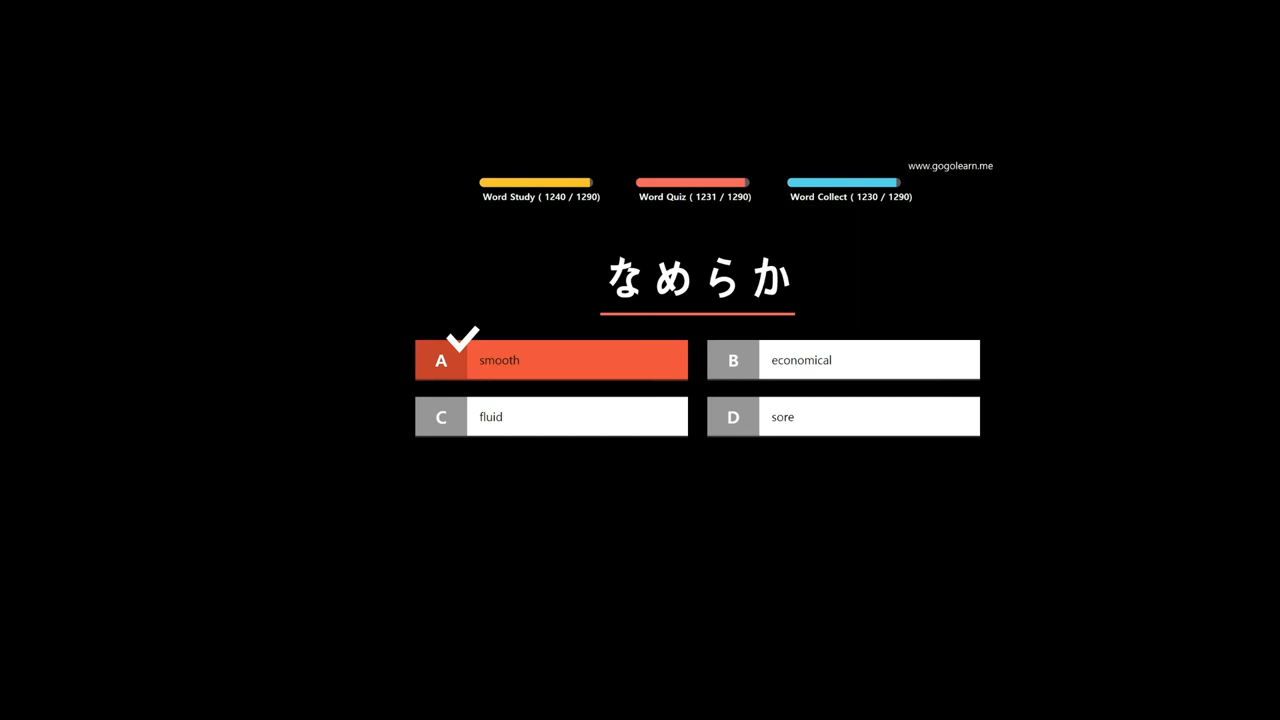 www.gogolearn.me
Word Study ( 1240 / 1290)
Word Quiz ( 1231 / 1290)
Word Collect ( 1230 / 1290)
なめらか
A smooth
B economical
C fluid
D sore